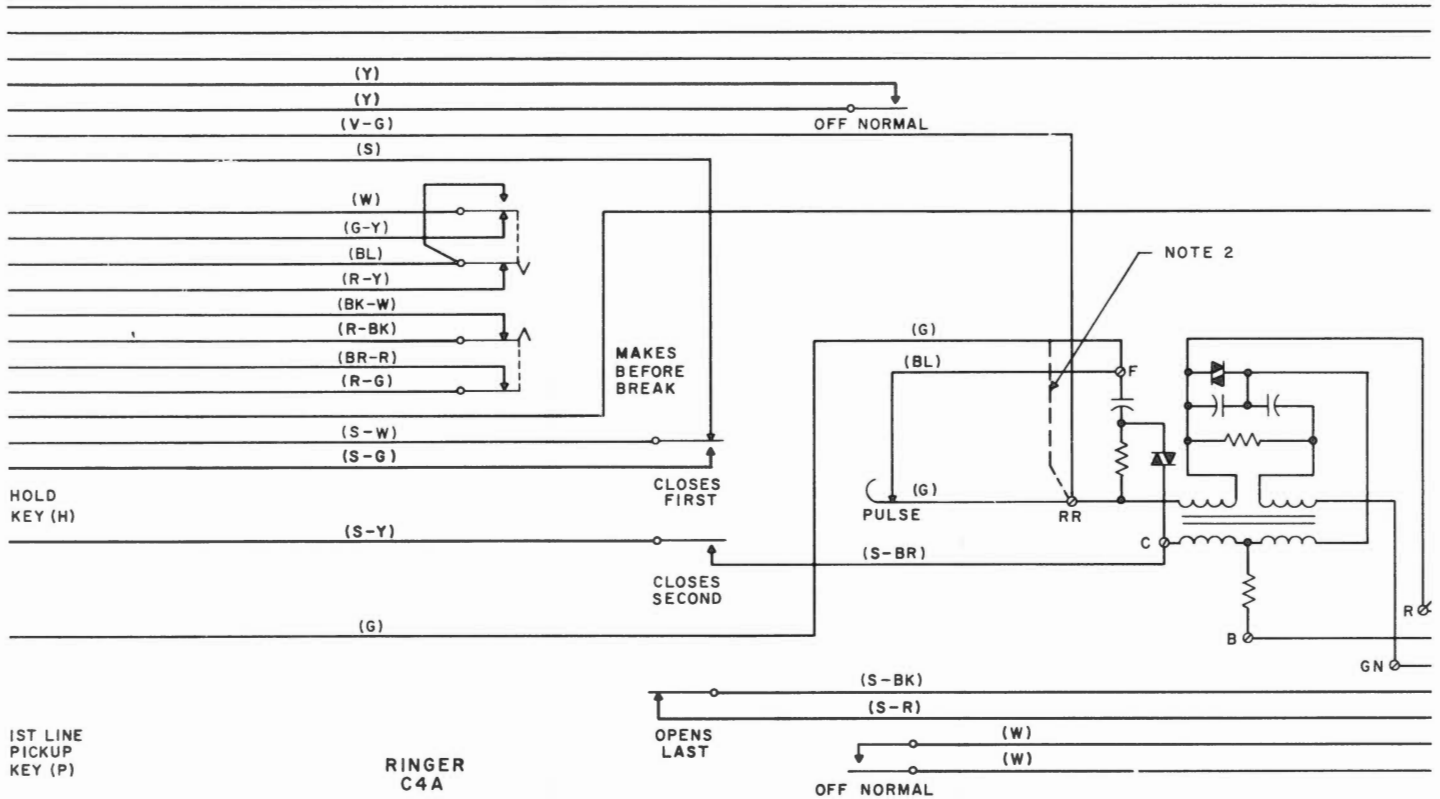 (Y)
(Y)
OFF NORMAL
(V-G)
(S)
(W)
(G-Y)
(BL)
(R-Y)
(BK-W)
(R-BK)
(BR-R)
(R-G)
MAKES
BEFORE
BREAK
NOTE 2
(G)
(BL)
F
(S-W)
(S-G)
CLOSES
FIRST
HOLD
KEY (H)
(G)
PULSE
RR
(S-Y)
C
(S-BR)
CLOSES
SECOND
(G)
R
B
GN
(S-BK)
(S-R)
OPENS
LAST
1ST LINE
PICKUP
KEY (P)
RINGER
C4A
(W)
(W)
OFF NORMAL